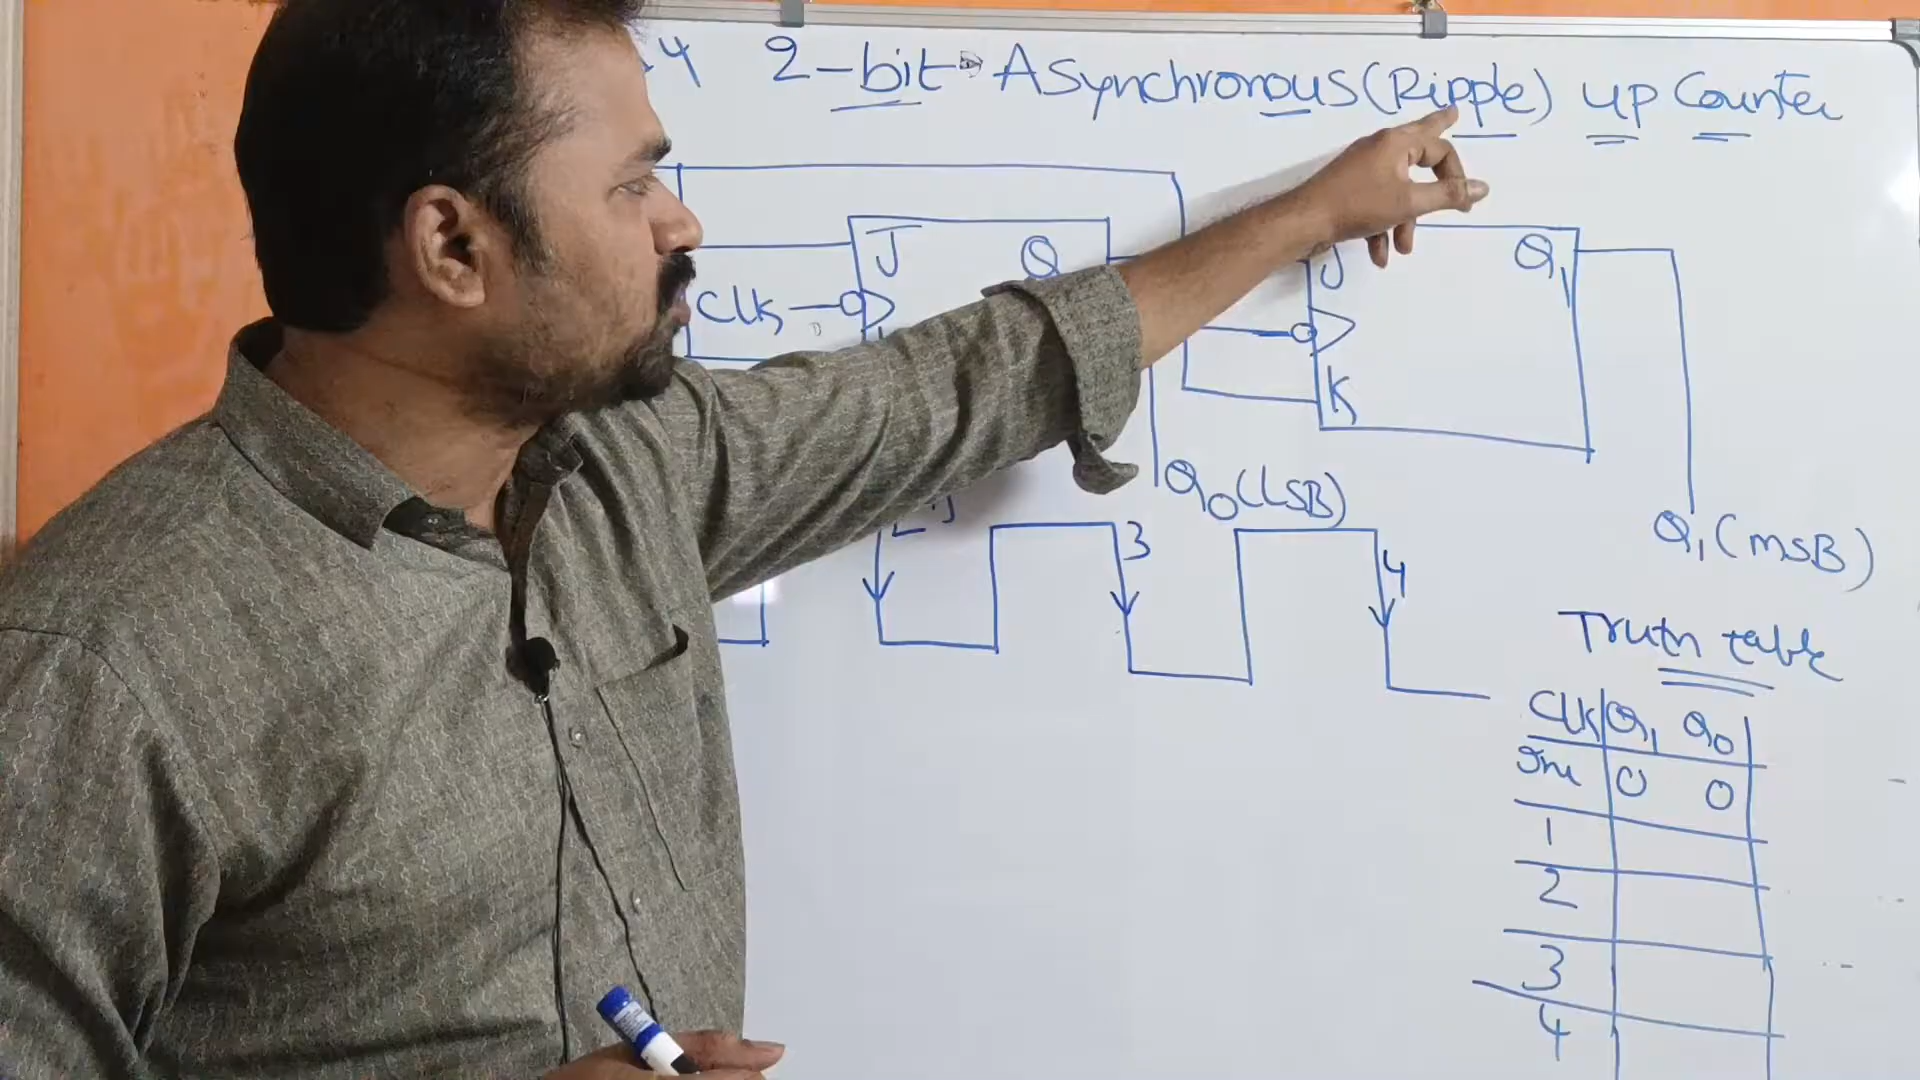 4 2-bit Asynchronous (Ripple) up Counter
J Q
J Q1
Clk
K
Q0 (LSB)
3 4
Q1 (MSB)
Truth table
Clk Q1 Q0
0 0
1
2
3
4